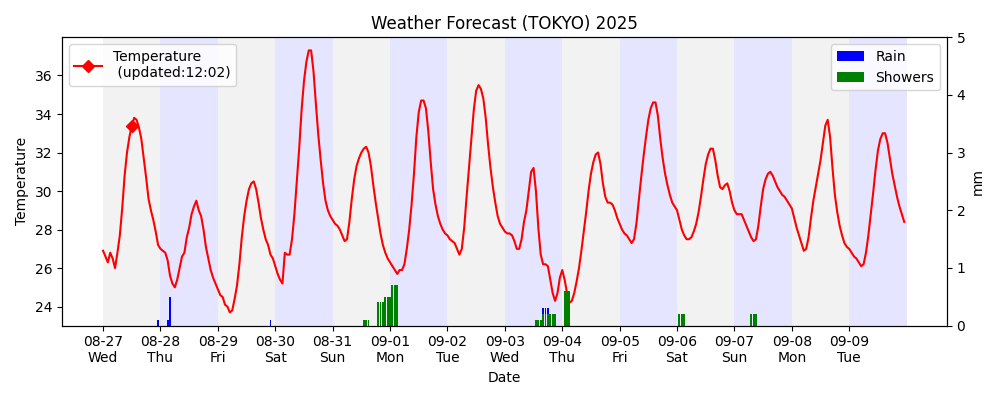 Weather Forecast (TOKYO) 2025
Temperature
(updated:12:02)
Rain
Showers
Temperature
36
34
32
30
28
26
24
5
4
3
2
1
0
mm
08-27 08-28 08-29 08-30 08-31 09-01 09-02 09-03 09-04 09-05 09-06 09-07 09-08 09-09
Wed Thu Fri Sat Sun Mon Tue Wed Thu Fri Sat Sun Mon Tue
Date